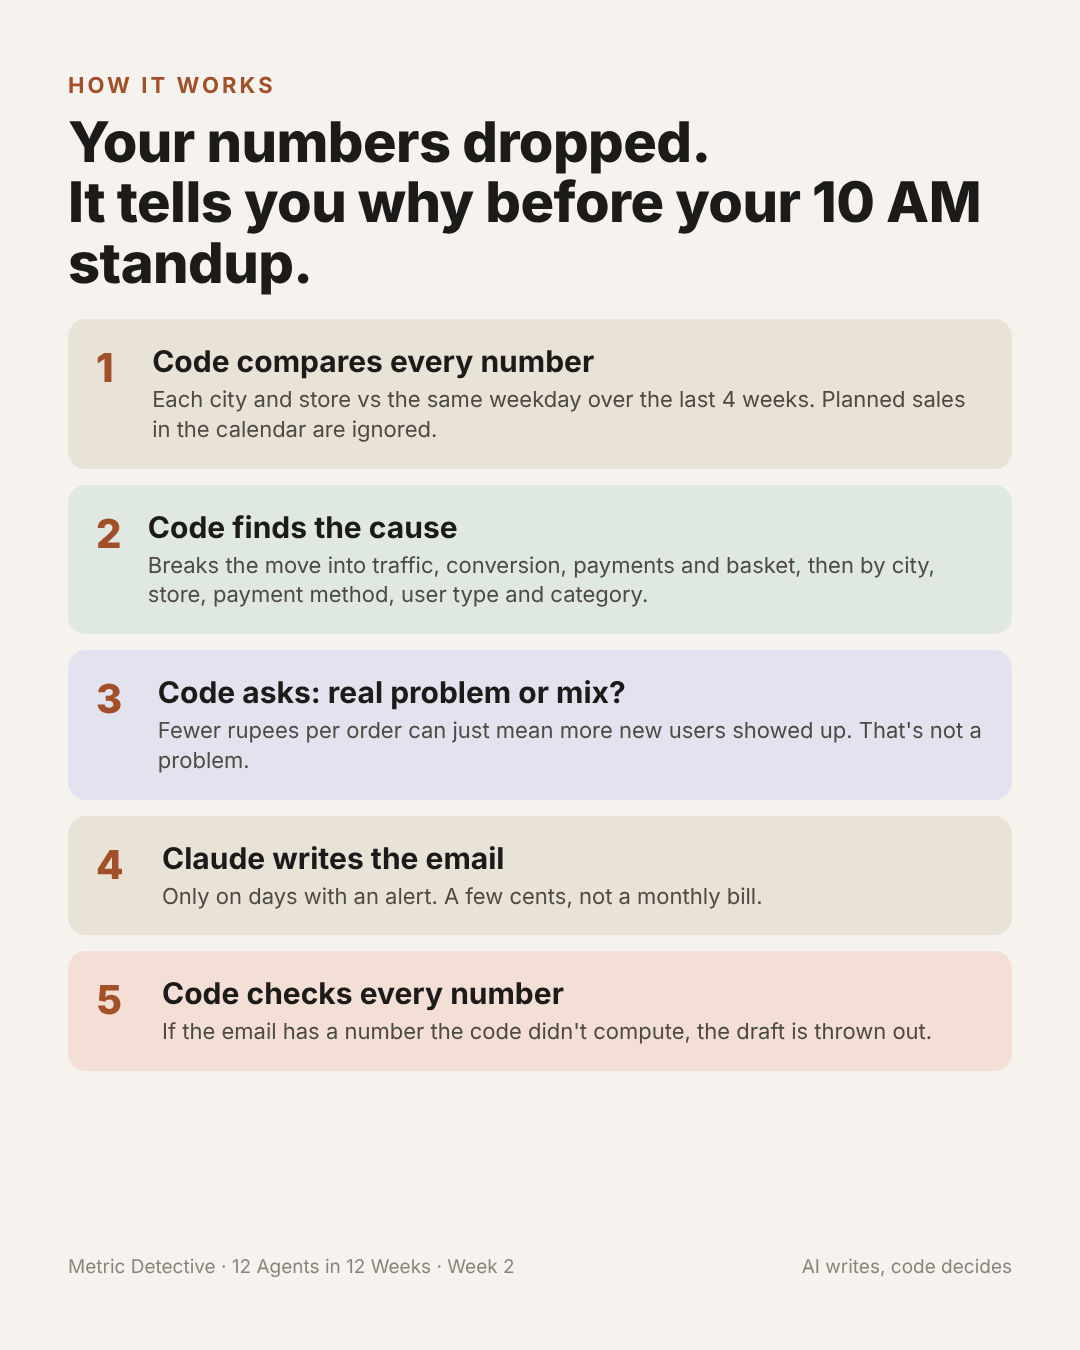 HOW IT WORKS
Your numbers dropped.
It tells you why before your 10 AM
standup.
1
Code compares every number
Each city and store vs the same weekday over the last 4 weeks. Planned sales
in the calendar are ignored.
2
Code finds the cause
Breaks the move into traffic, conversion, payments and basket, then by city,
store, payment method, user type and category.
3
Code asks: real problem or mix?
Fewer rupees per order can just mean more new users showed up. That's not a
problem.
4
Claude writes the email
Only on days with an alert. A few cents, not a monthly bill.
5
Code checks every number
If the email has a number the code didn't compute, the draft is thrown out.
Metric Detective · 12 Agents in 12 Weeks · Week 2
AI writes, code decides